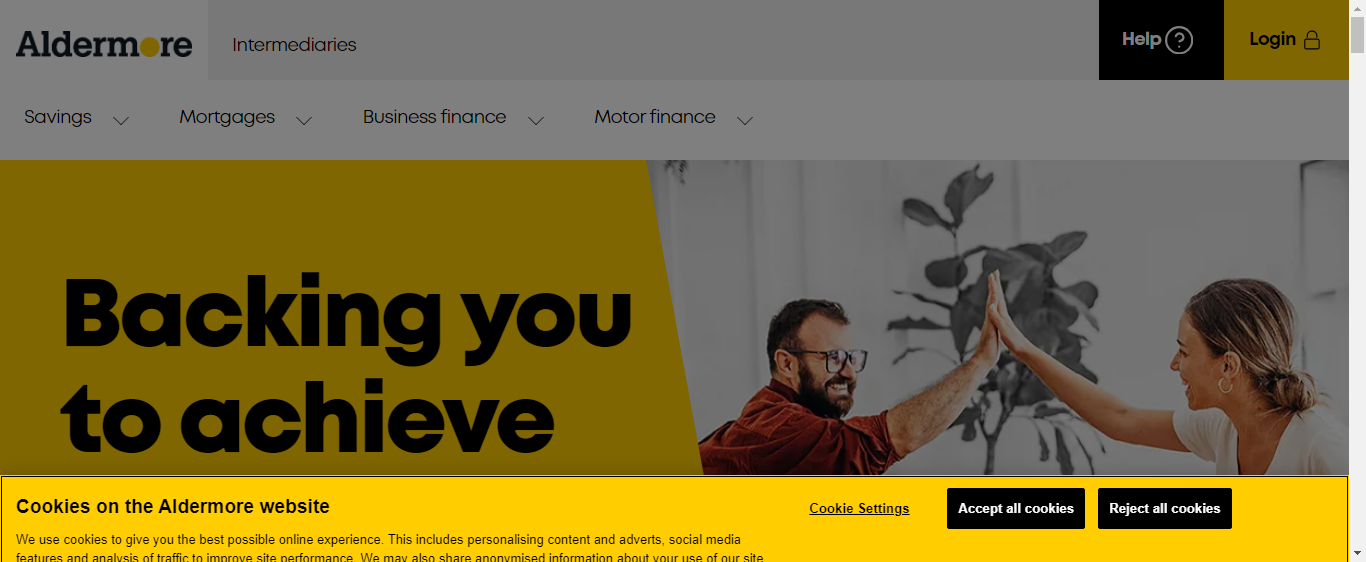 Aldermore
Intermediaries
Help
Login
Savings
Mortgages
Business finance
Motor finance
Backing you
to achieve
Cookies on the Aldermore website
Cookie Settings
Accept all cookies
Reject all cookies
We use cookies to give you the best possible online experience. This includes personalising content and adverts, social media
features and analysis of traffic to improve site performance. We may also share anonymised information about your use of our site